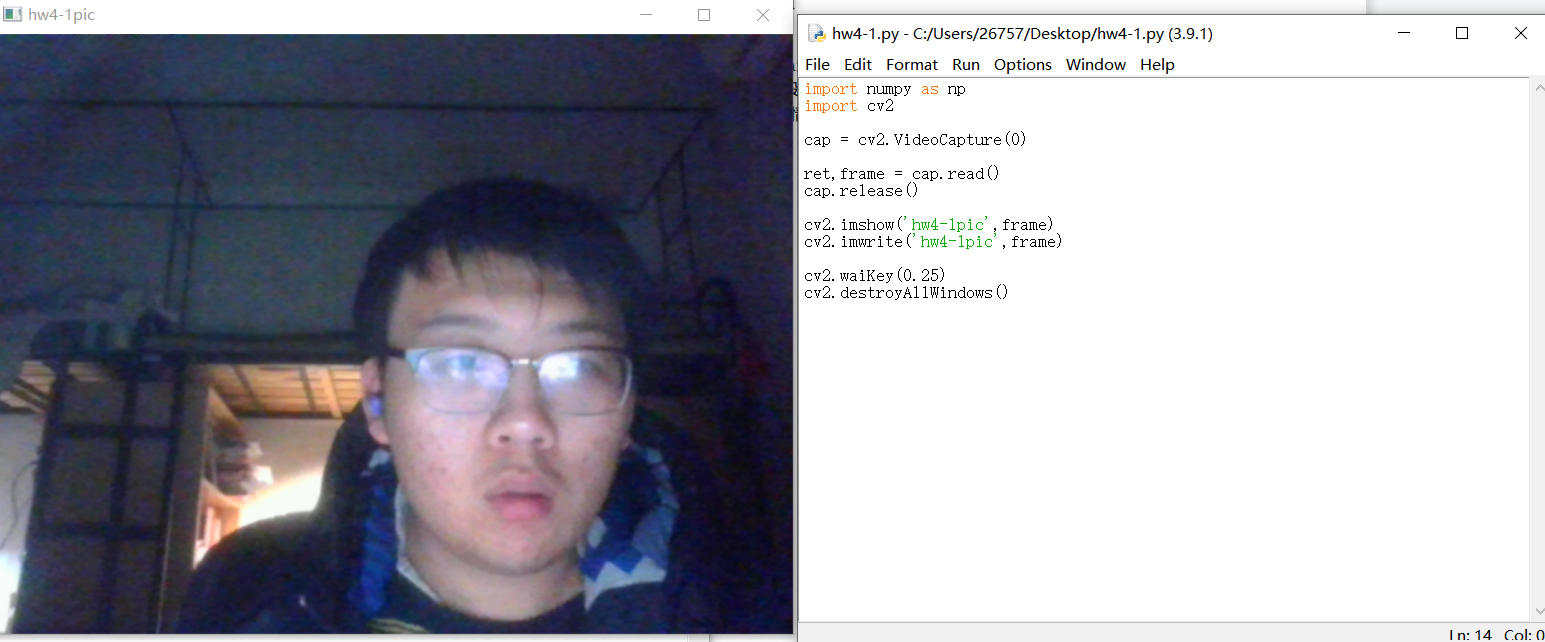 hw4-1pic
hw4-1.py - C:/Users/26757/Desktop/hw4-1.py (3.9.1)
File Edit Format Run Options Window Help
import numpy as np
import cv2
cap = cv2.VideoCapture(0)
ret,frame = cap.read()
cap.release()
cv2.imshow('hw4-1pic',frame)
cv2.imwrite('hw4-1pic',frame)
cv2.waiKey(0.25)
cv2.destroyAllWindows()
Ln: 14 Col: 0